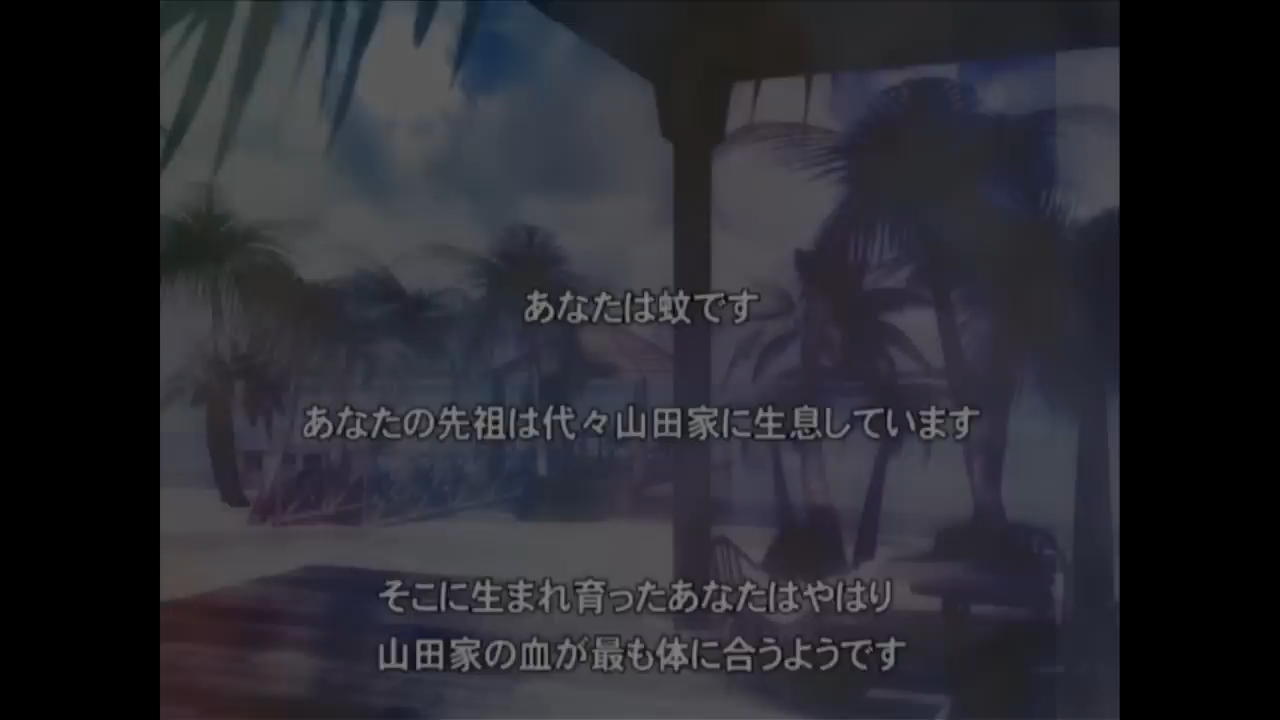 あなたは蚊です
あなたの先祖は代々山田家に生息しています
そこに生まれ育ったあなたはやはり
山田家の血が最も体に合うようです